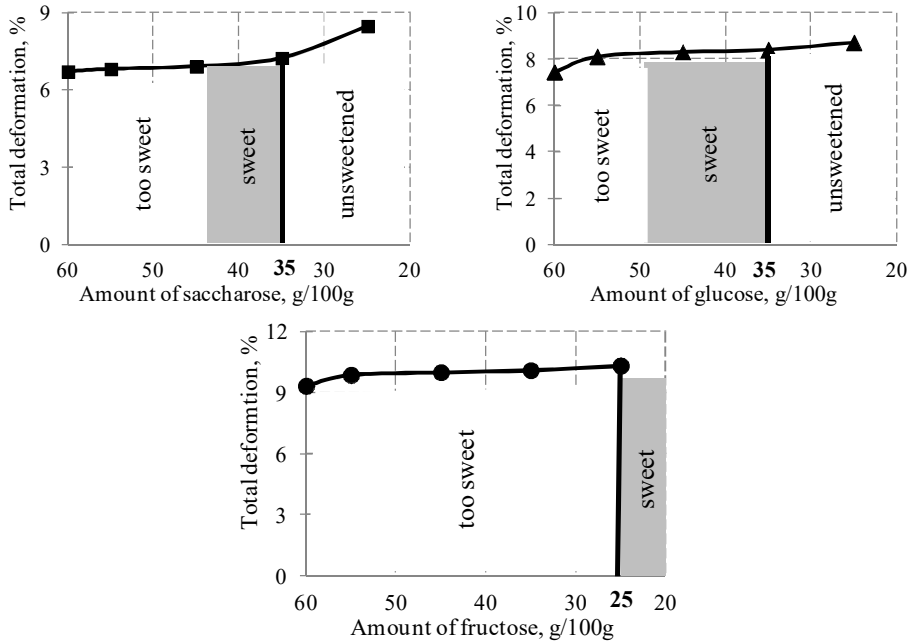 Total deformation, %
9
6
3
0
too sweet
sweet
unsweetened
60 50 40 35 30 20
Amount of saccharose, g/100g
Total deformation, %
10
8
6
4
2
0
too sweet
sweet
unsweetened
60 50 40 35 30 20
Amount of glucose, g/100g
Total deformtion, %
12
9
6
3
0
too sweet
sweet
60 50 40 30 25 20
Amount of fructose, g/100g